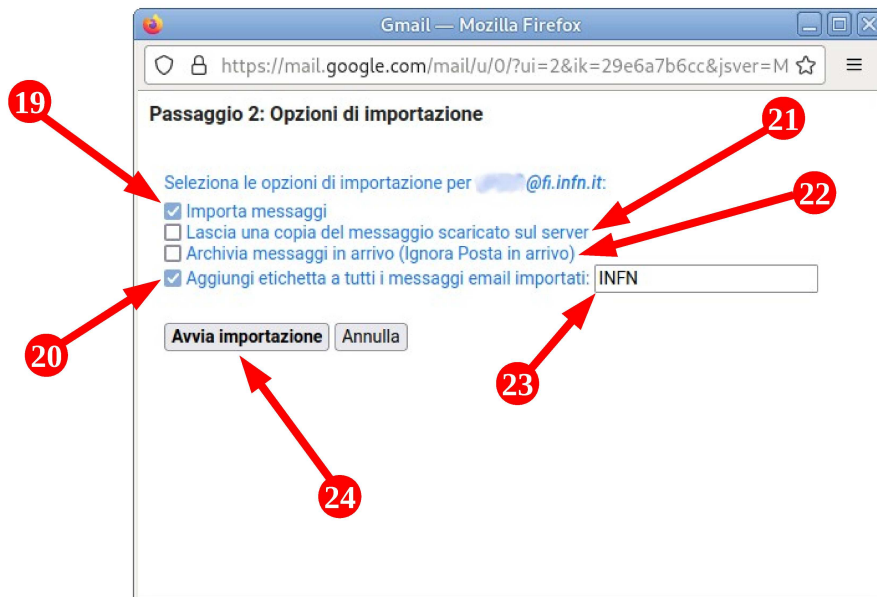 Gmail — Mozilla Firefox
https://mail.google.com/mail/u/0/?ui=2&ik=29e6a7b6cc&jsver=M
19
Passaggio 2: Opzioni di importazione
21
Seleziona le opzioni di importazione per @fi.infn.it:
22
Importa messaggi
Lascia una copia del messaggio scaricato sul server
Archivia messaggi in arrivo (Ignora Posta in arrivo)
Aggiungi etichetta a tutti i messaggi email importati: INFN
Avvia importazione Annulla
20
23
24